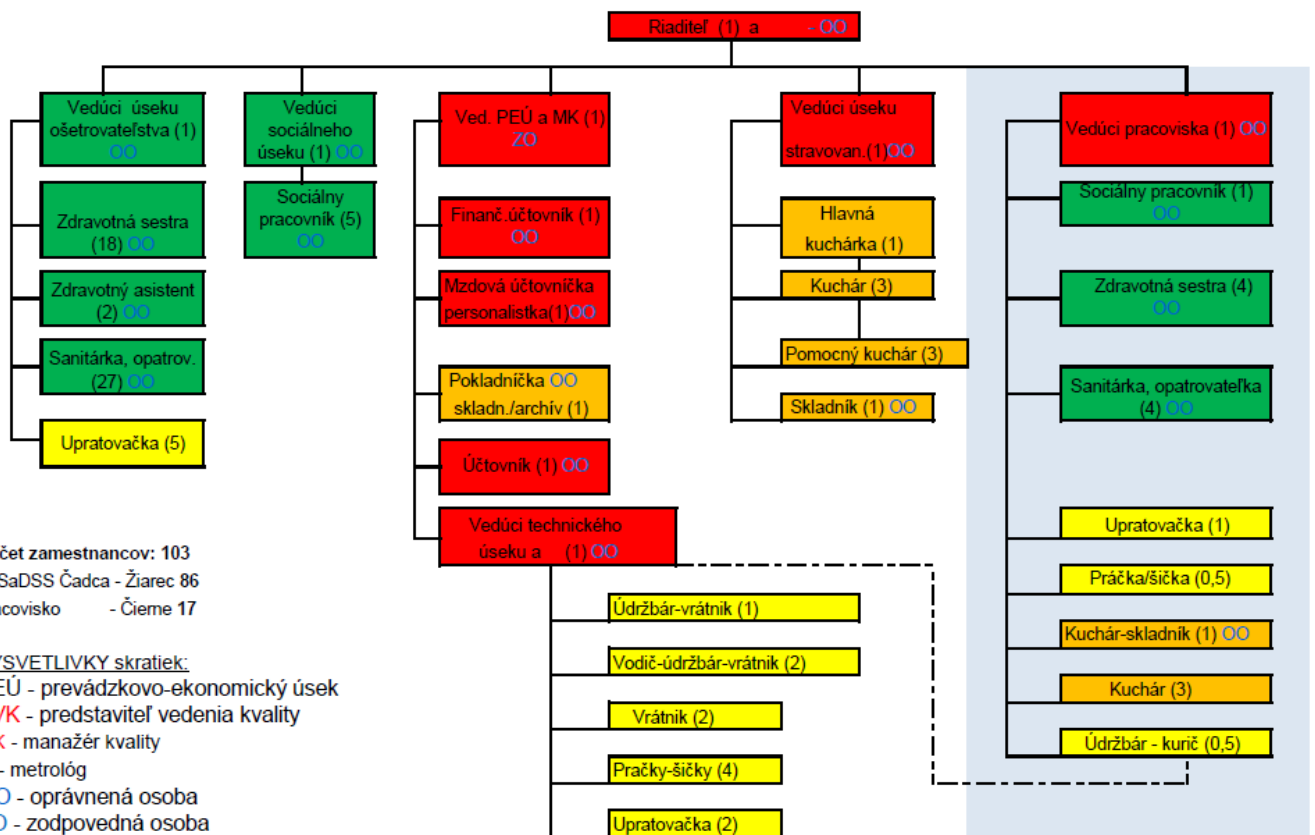 Riaditeľ (1) a - OO
Vedúci úseku
ošetrovateľstva (1)
OO
Zdravotná sestra
(18) OO
Zdravotný asistent
(2) OO
Sanitárka, opatrov.
(27) OO
Upratovačka (5)
Vedúci
sociálneho
úseku (1) OO
Sociálny
pracovník (5)
OO
Ved. PEÚ a MK (1)
ZO
Finanč.účtovník (1)
OO
Mzdová účtovníčka
personalistka(1)OO
Pokladníčka OO
skladn./archív (1)
Účtovník (1) OO
Vedúci technického
úseku a (1) OO
Údržbár-vrátnik (1)
Vodič-údržbár-vrátnik (2)
Vrátnik (2)
Pračky-šičky (4)
Upratovačka (2)
Vedúci úseku
stravovan.(1)OO
Hlavná
kuchárka (1)
Kuchár (3)
Pomocný kuchár (3)
Skladník (1) OO
Vedúci pracoviska (1) OO
Sociálny pracovník (1)
OO
Zdravotná sestra (4)
OO
Sanitárka, opatrovateľka
(4) OO
Upratovačka (1)
Práčka/šička (0,5)
Kuchár-skladník (1) OO
Kuchár (3)
Údržbár - kurič (0,5)
čet zamestnancov: 103
SaDSS Čadca - Žiarec 86
covisko - Čierne 17
YSVETLIVKY skratiek:
EÚ - prevádzkovo-ekonomický úsek
VK - predstaviteľ vedenia kvality
K - manažér kvality
- metrológ
O - oprávnená osoba
O - zodpovedná osoba